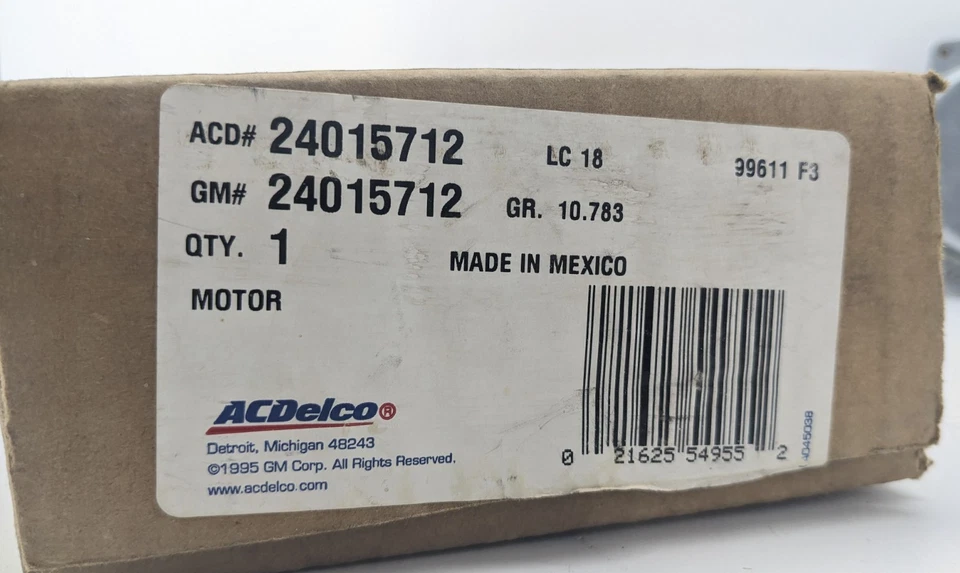 ACD# 24015712 LC 18 99611 F3
GM# 24015712 GR. 10.783
QTY. 1 MADE IN MEXICO
MOTOR
ACDelco®
Detroit, Michigan 48243
©1995 GM Corp. All Rights Reserved.
www.acdelco.com
0 21625 54955 2